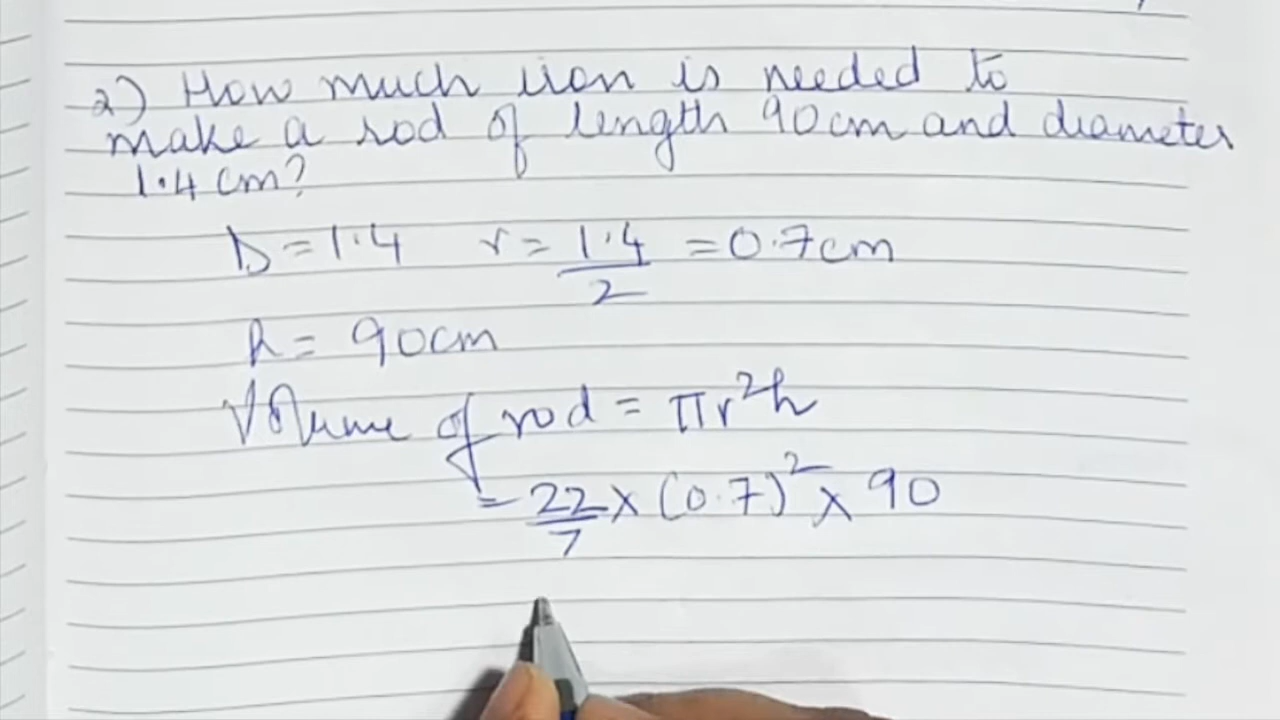 2) How much iron is needed to
make a rod of length 90cm and diameter
1.4 cm?
D = 1.4 r = 1.4/2 = 0.7cm
h = 90cm
Volume of rod = πr²h
= 22/7 x (0.7)² x 90